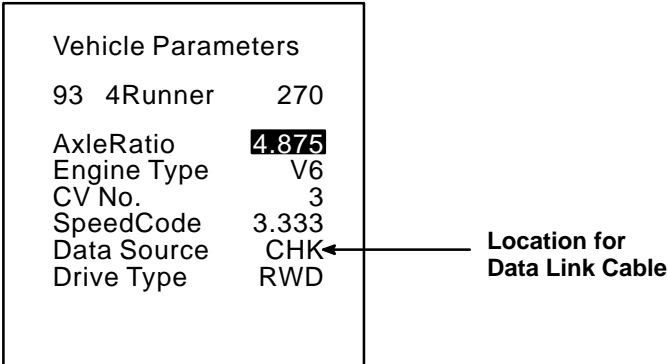 Vehicle Parameters
93 4Runner 270
AxleRatio 4.875
Engine Type V6
CV No. 3
SpeedCode 3.333
Data Source CHK
Drive Type RWD
Location for
Data Link Cable